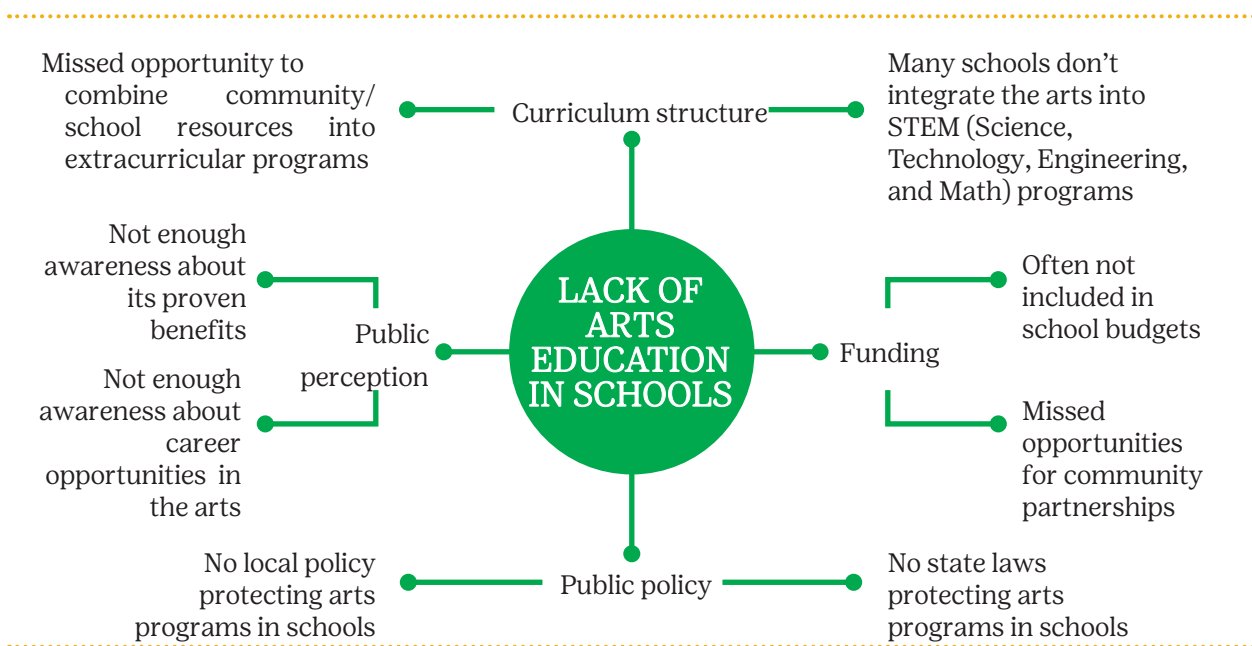 Missed opportunity to
combine community/
school resources into
extracurricular programs
Curriculum structure
Many schools don’t
integrate the arts into
STEM (Science,
Technology, Engineering,
and Math) programs
Not enough
awareness about
its proven
benefits
Public
perception
Not enough
awareness about
career
opportunities in
the arts
LACK OF
ARTS
EDUCATION
IN SCHOOLS
Funding
Often not
included in
school budgets
Missed
opportunities
for community
partnerships
No local policy
protecting arts
programs in schools
Public policy
No state laws
protecting arts
programs in schools